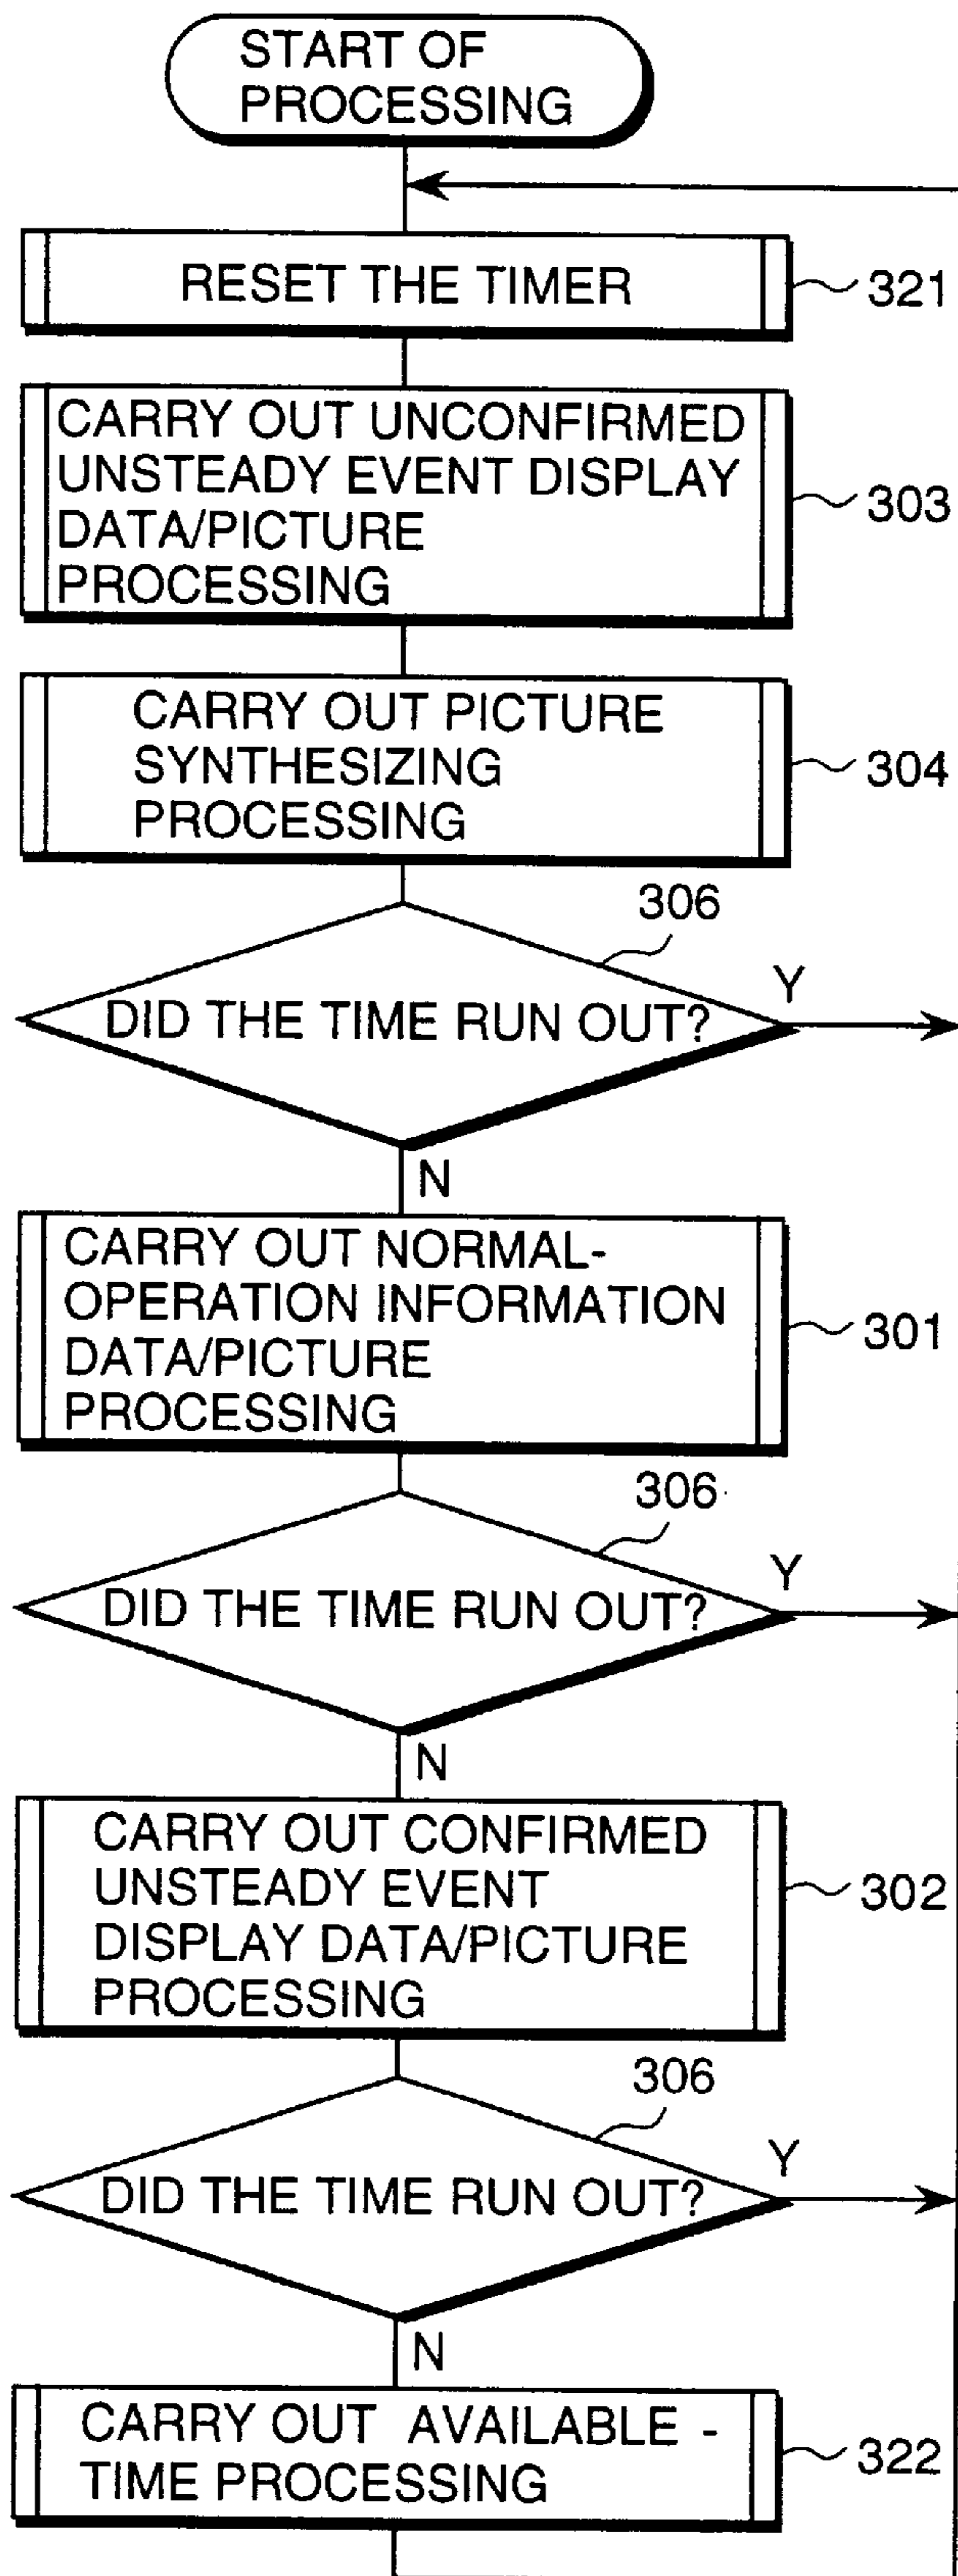 START OF
PROCESSING
RESET THE TIMER
321
CARRY OUT UNCONFIRMED
UNSTEADY EVENT DISPLAY
DATA/PICTURE
PROCESSING
303
CARRY OUT PICTURE
SYNTHESIZING
PROCESSING
304
306
DID THE TIME RUN OUT?
Y
N
CARRY OUT NORMAL-
OPERATION INFORMATION
DATA/PICTURE
PROCESSING
301
306
DID THE TIME RUN OUT?
Y
N
CARRY OUT CONFIRMED
UNSTEADY EVENT
DISPLAY DATA/PICTURE
PROCESSING
302
306
DID THE TIME RUN OUT?
Y
N
CARRY OUT AVAILABLE -
TIME PROCESSING
322